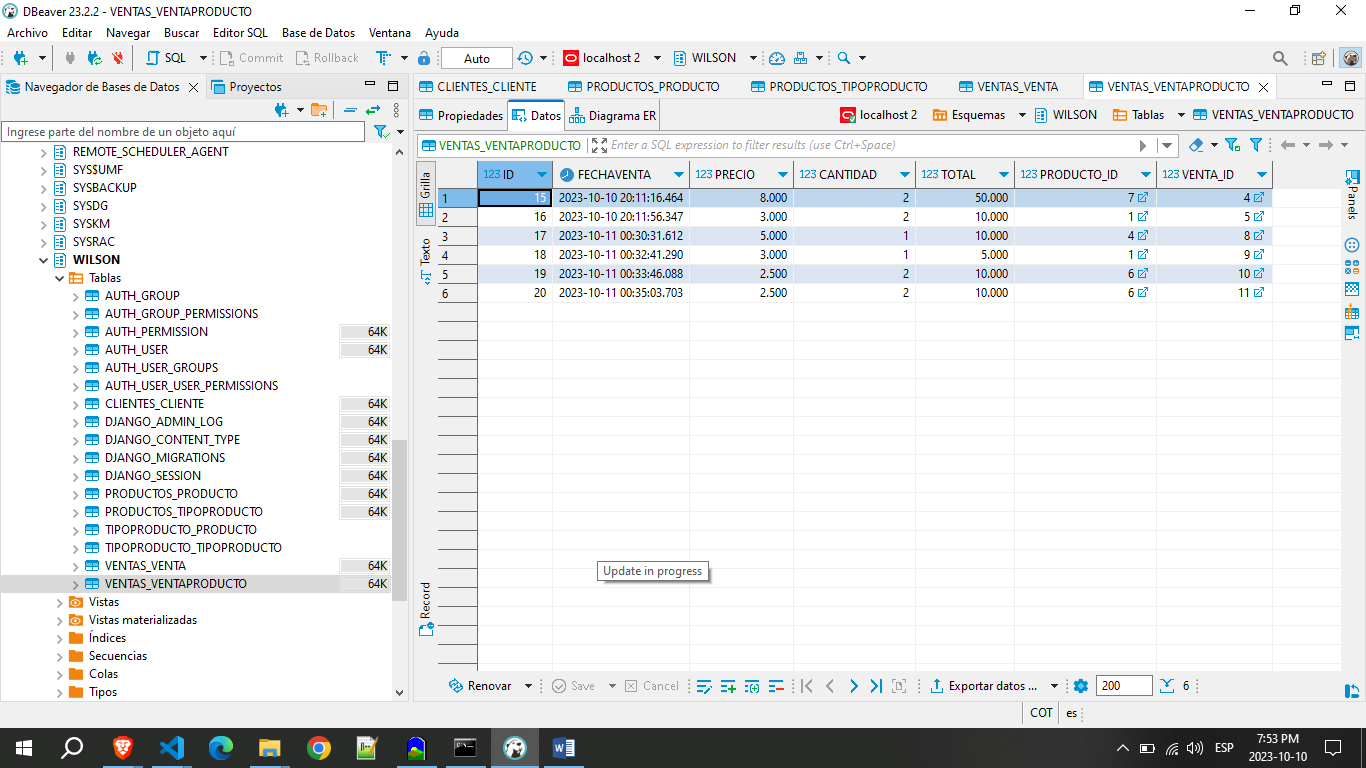 DBeaver 23.2.2 - VENTAS_VENTAPRODUCTO
Archivo Editar Navegar Buscar Editor SQL Base de Datos Ventana Ayuda
SQL Commit Rollback Auto localhost 2 WILSON
Navegador de Bases de Datos Proyectos
Ingrese parte del nombre de un objeto aquí
REMOTE_SCHEDULER_AGENT
SYS$UMF
SYSBACKUP
SYSDG
SYSKM
SYSRAC
WILSON
Tablas
AUTH_GROUP
AUTH_GROUP_PERMISSIONS
AUTH_PERMISSION 64K
AUTH_USER 64K
AUTH_USER_GROUPS
AUTH_USER_USER_PERMISSIONS
CLIENTES_CLIENTE 64K
DJANGO_ADMIN_LOG 64K
DJANGO_CONTENT_TYPE 64K
DJANGO_MIGRATIONS 64K
DJANGO_SESSION 64K
PRODUCTOS_PRODUCTO 64K
PRODUCTOS_TIPOPRODUCTO 64K
TIPOPRODUCTO_PRODUCTO
TIPOPRODUCTO_TIPOPRODUCTO
VENTAS_VENTA 64K
VENTAS_VENTAPRODUCTO 64K
Vistas
Vistas materializadas
Índices
Secuencias
Colas
Tipos
CLIENTES_CLIENTE PRODUCTOS_PRODUCTO PRODUCTOS_TIPOPRODUCTO VENTAS_VENTA VENTAS_VENTAPRODUCTO
Propiedades Datos Diagrama ER localhost 2 Esquemas WILSON Tablas VENTAS_VENTAPRODUCTO
VENTAS_VENTAPRODUCTO Enter a SQL expression to filter results (use Ctrl+Space)
Grilla
Texto
Record
123 ID FECHAVENTA 123 PRECIO 123 CANTIDAD 123 TOTAL 123 PRODUCTO_ID 123 VENTA_ID
1 15 2023-10-10 20:11:16.464 8.000 2 50.000 7 4
2 16 2023-10-10 20:11:56.347 3.000 2 10.000 1 5
3 17 2023-10-11 00:30:31.612 5.000 1 10.000 4 8
4 18 2023-10-11 00:32:41.290 3.000 1 5.000 1 9
5 19 2023-10-11 00:33:46.088 2.500 2 10.000 6 10
6 20 2023-10-11 00:35:03.703 2.500 2 10.000 6 11
Panels
Update in progress
Renovar Save Cancel Exportar datos ... 200 6
COT es
ESP 7:53 PM
2023-10-10